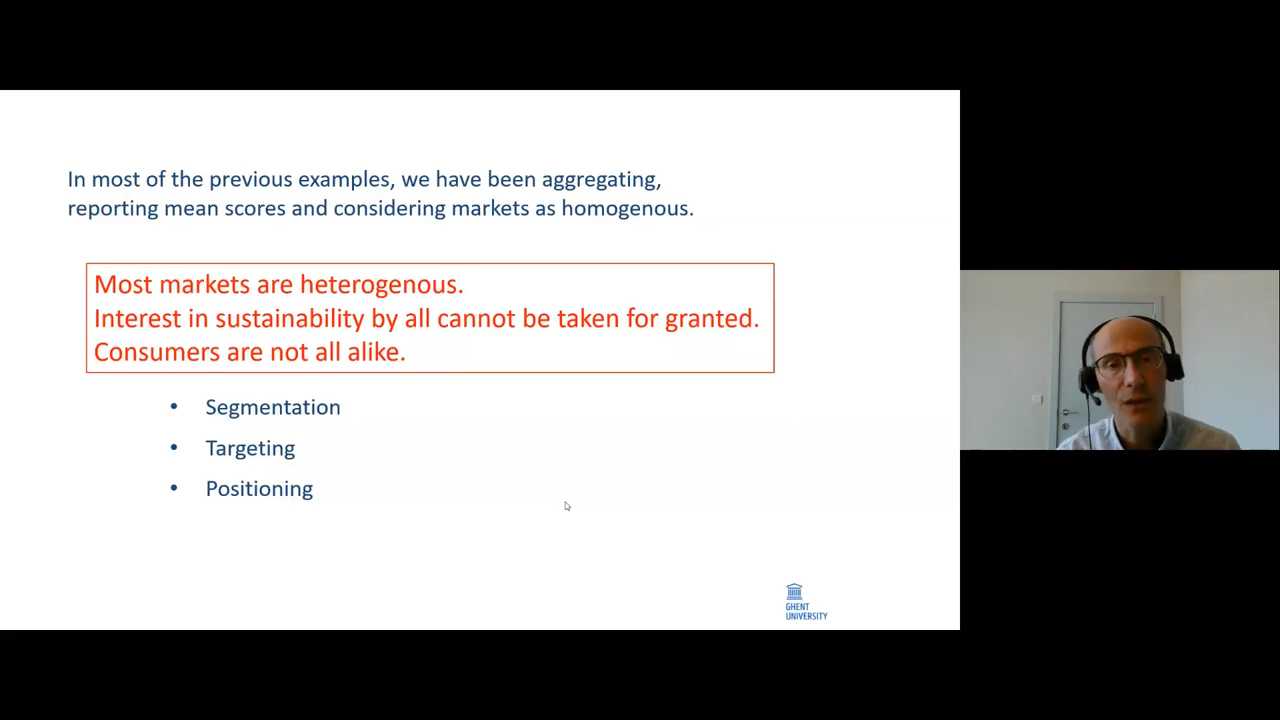 In most of the previous examples, we have been aggregating,
reporting mean scores and considering markets as homogenous.
Most markets are heterogenous.
Interest in sustainability by all cannot be taken for granted.
Consumers are not all alike.
• Segmentation
• Targeting
• Positioning
GHENT
UNIVERSITY